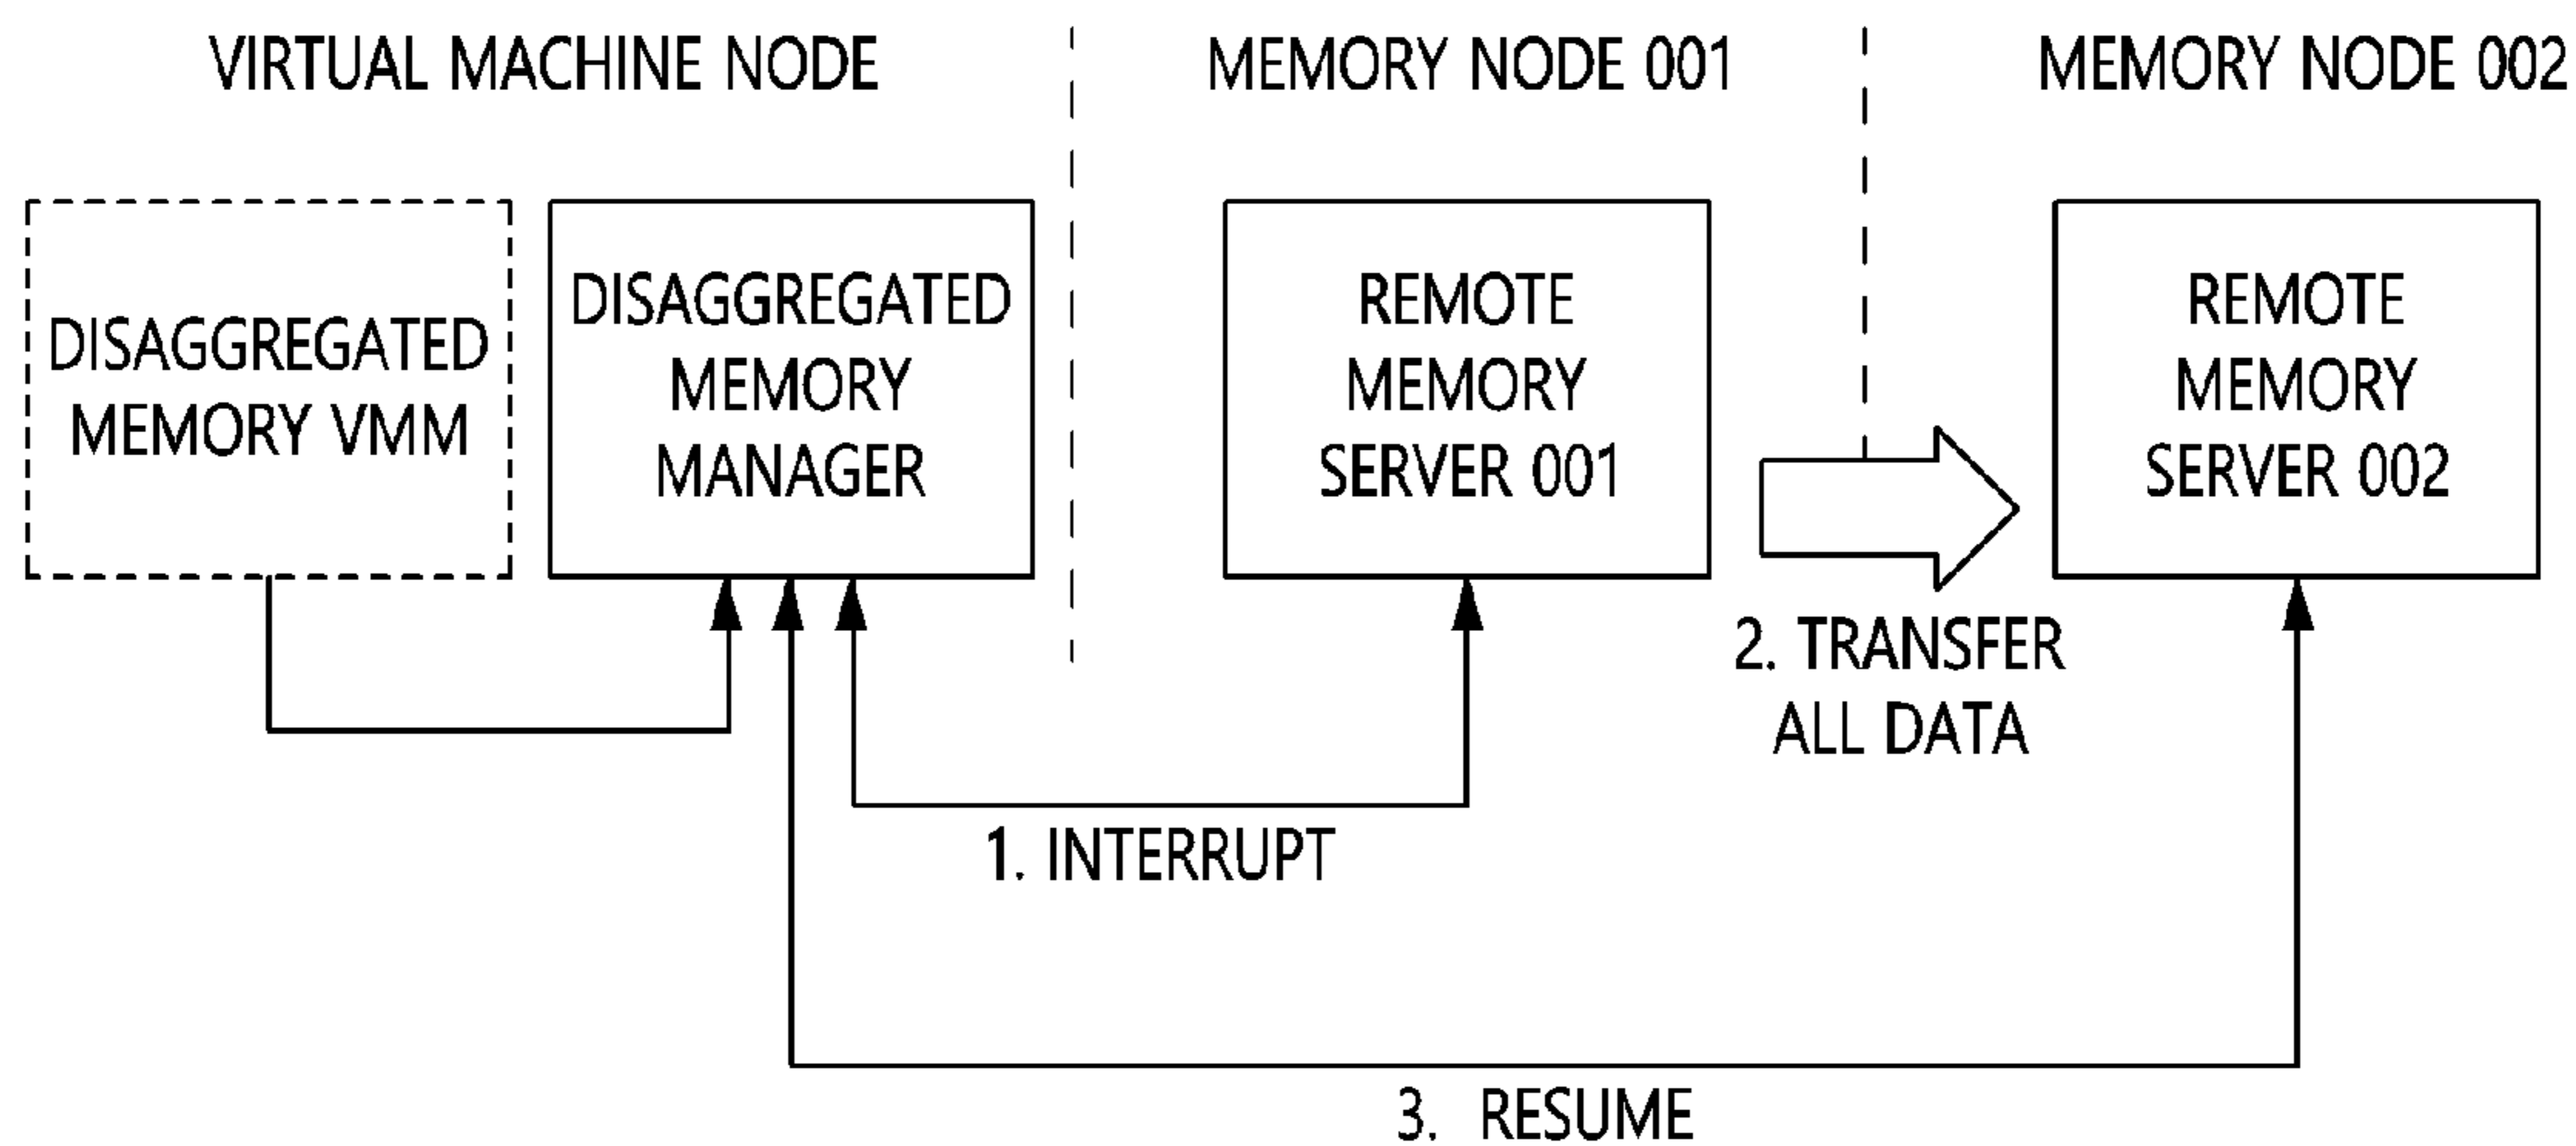 VIRTUAL MACHINE NODE
MEMORY NODE 001
MEMORY NODE 002
DISAGGREGATED
MEMORY VMM
DISAGGREGATED
MEMORY
MANAGER
REMOTE
MEMORY
SERVER 001
REMOTE
MEMORY
SERVER 002
2. TRANSFER
ALL DATA
1. INTERRUPT
3. RESUME